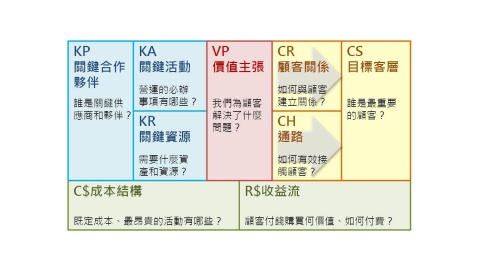 KP
關鍵合作
夥伴
誰是關鍵供
應商和夥伴？
KA
關鍵活動
營運的必辦
事項有哪些？
KR
關鍵資源
需要什麼資
產和資源？
VP
價值主張
我們為顧客
解決了什麼
問題？
CR
顧客關係
如何與顧客
建立關係？
CH
通路
如何有效接
觸顧客？
CS
目標客層
誰是最重要
的顧客？
C$成本結構
既定成本、最昂貴的活動有哪些？
R$收益流
顧客付錢購買何價值、如何付費？